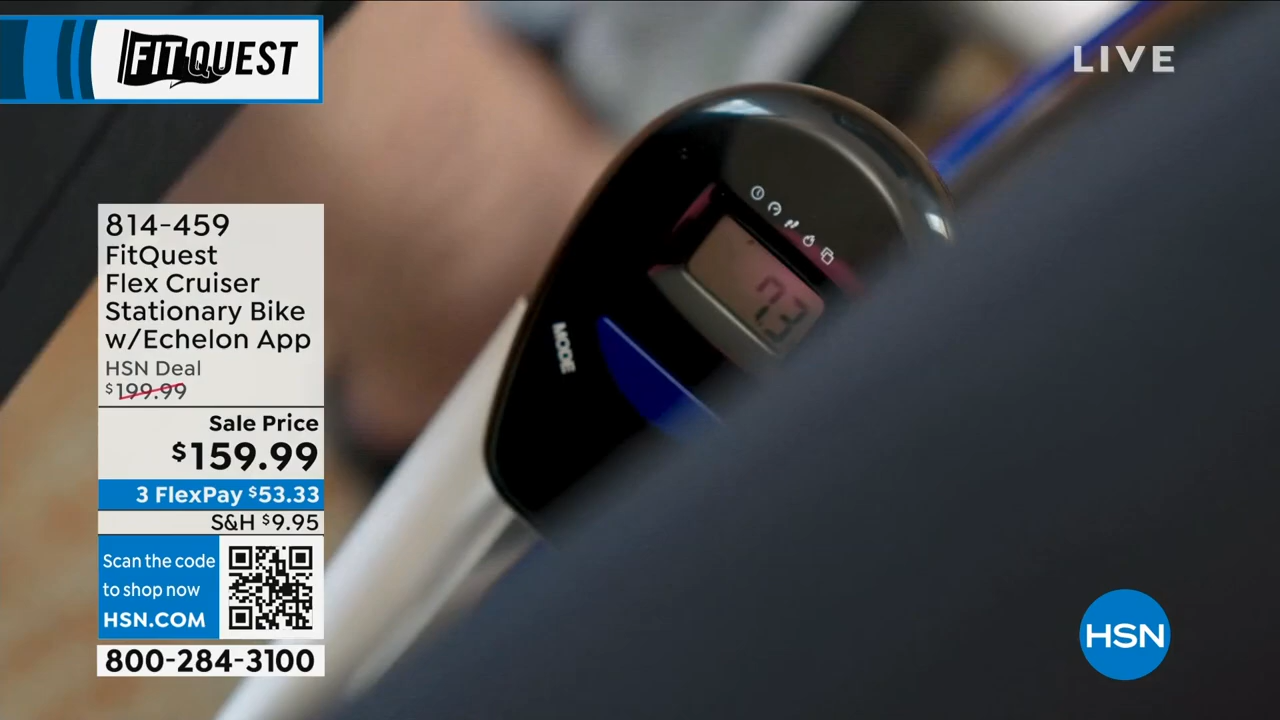 FITQUEST
LIVE
814-459
FitQuest
Flex Cruiser
Stationary Bike
w/Echelon App
HSN Deal
$199.99
Sale Price
$159.99
3 FlexPay $53.33
S&H $9.95
Scan the code
to shop now
HSN.COM
800-284-3100
MODE
7.3
HSN